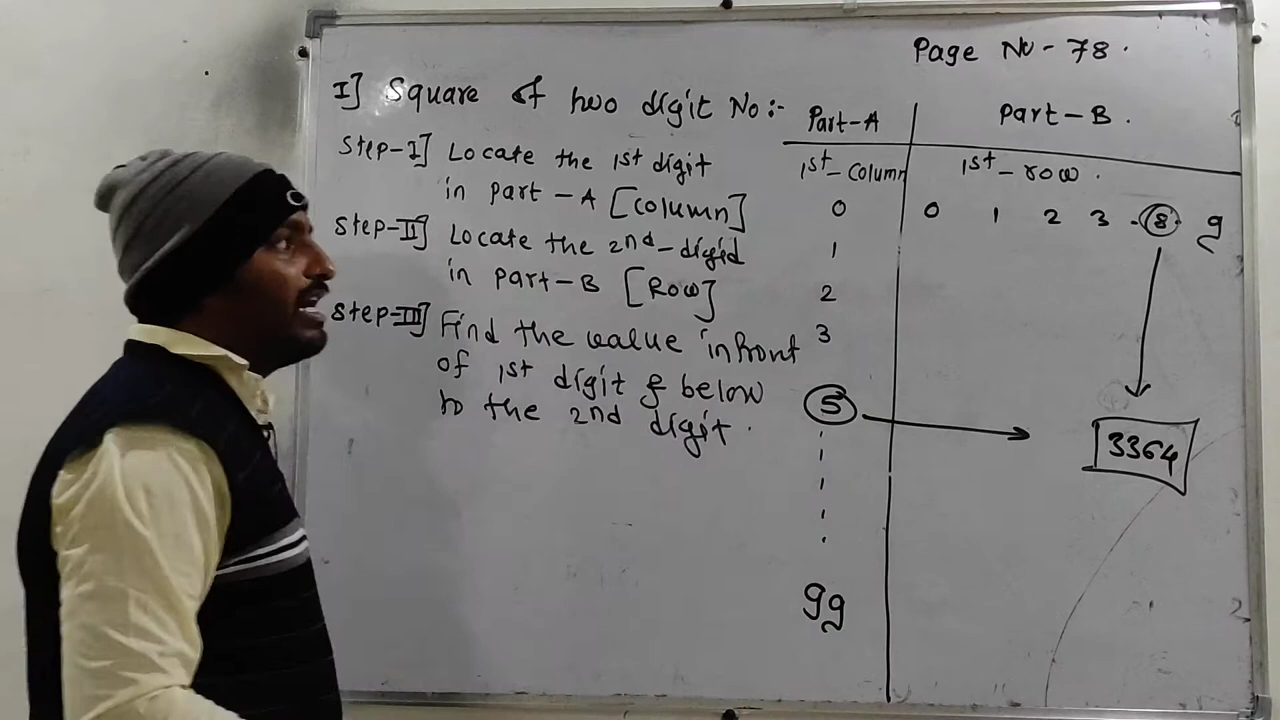 Page No - 78.
I] Square of two digit No:-
Step-I] Locate the 1st digit
in part-A [column]
Step-II] Locate the 2nd-digid
in part-B [Row]
Step-III] Find the value infront
of 1st digit & below
to the 2nd digit.
Part-A Part-B.
1st-column 1st-row.
0 0 1 2 3 -(8)- 9
1
2
3
5
3364
99